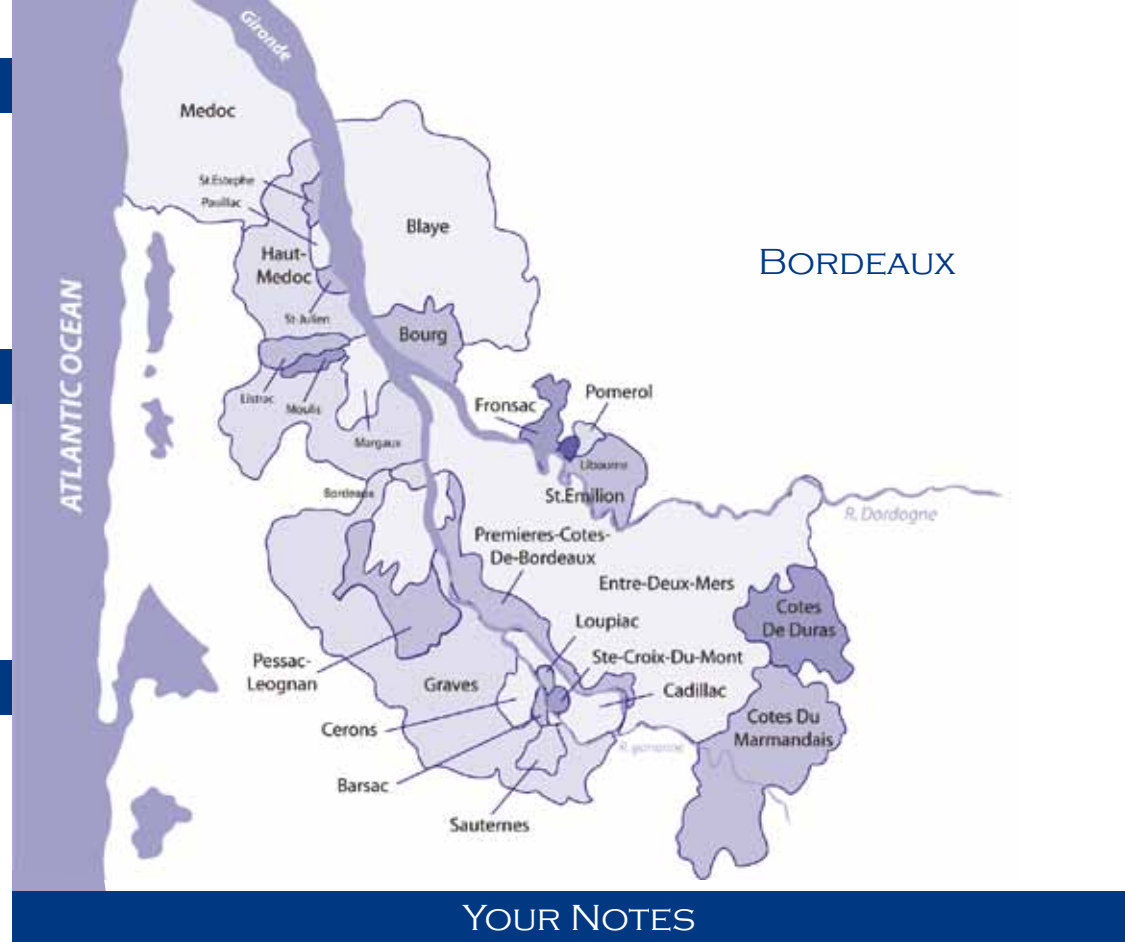 Gironde
Medoc
St.Estephe
Pauillac
Blaye
Haut-
Medoc
BORDEAUX
ATLANTIC OCEAN
St-Julien
Bourg
Listrac
Moulis
Fronsac
Pomerol
Margaux
Libourne
Bordeaux
St.Emilion
R. Dordogne
Premieres-Cotes-
De-Bordeaux
Entre-Deux-Mers
Cotes
De Duras
Loupiac
Ste-Croix-Du-Mont
Pessac-
Leognan
Graves
Cadillac
Cerons
Cotes Du
Marmandais
Barsac
Sauternes
YOUR NOTES